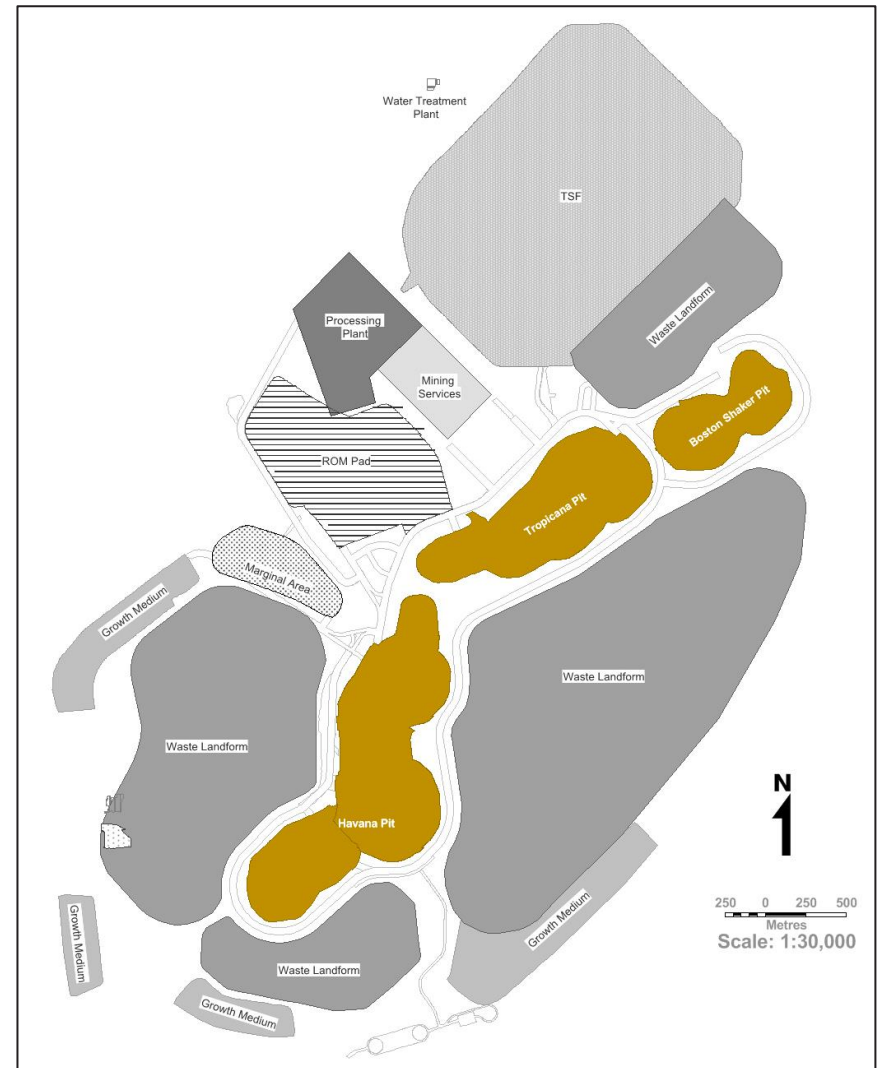 Water Treatment
Plant
TSF
Waste Landform
Processing
Plant
Mining
Services
Boston Shaker Pit
ROM Pad
Tropicana Pit
Marginal Area
Growth Medium
Waste Landform
Waste Landform
N
Havana Pit
250 0 250 500
Metres
Scale: 1:30,000
Growth Medium
Growth Medium
Waste Landform
Growth Medium